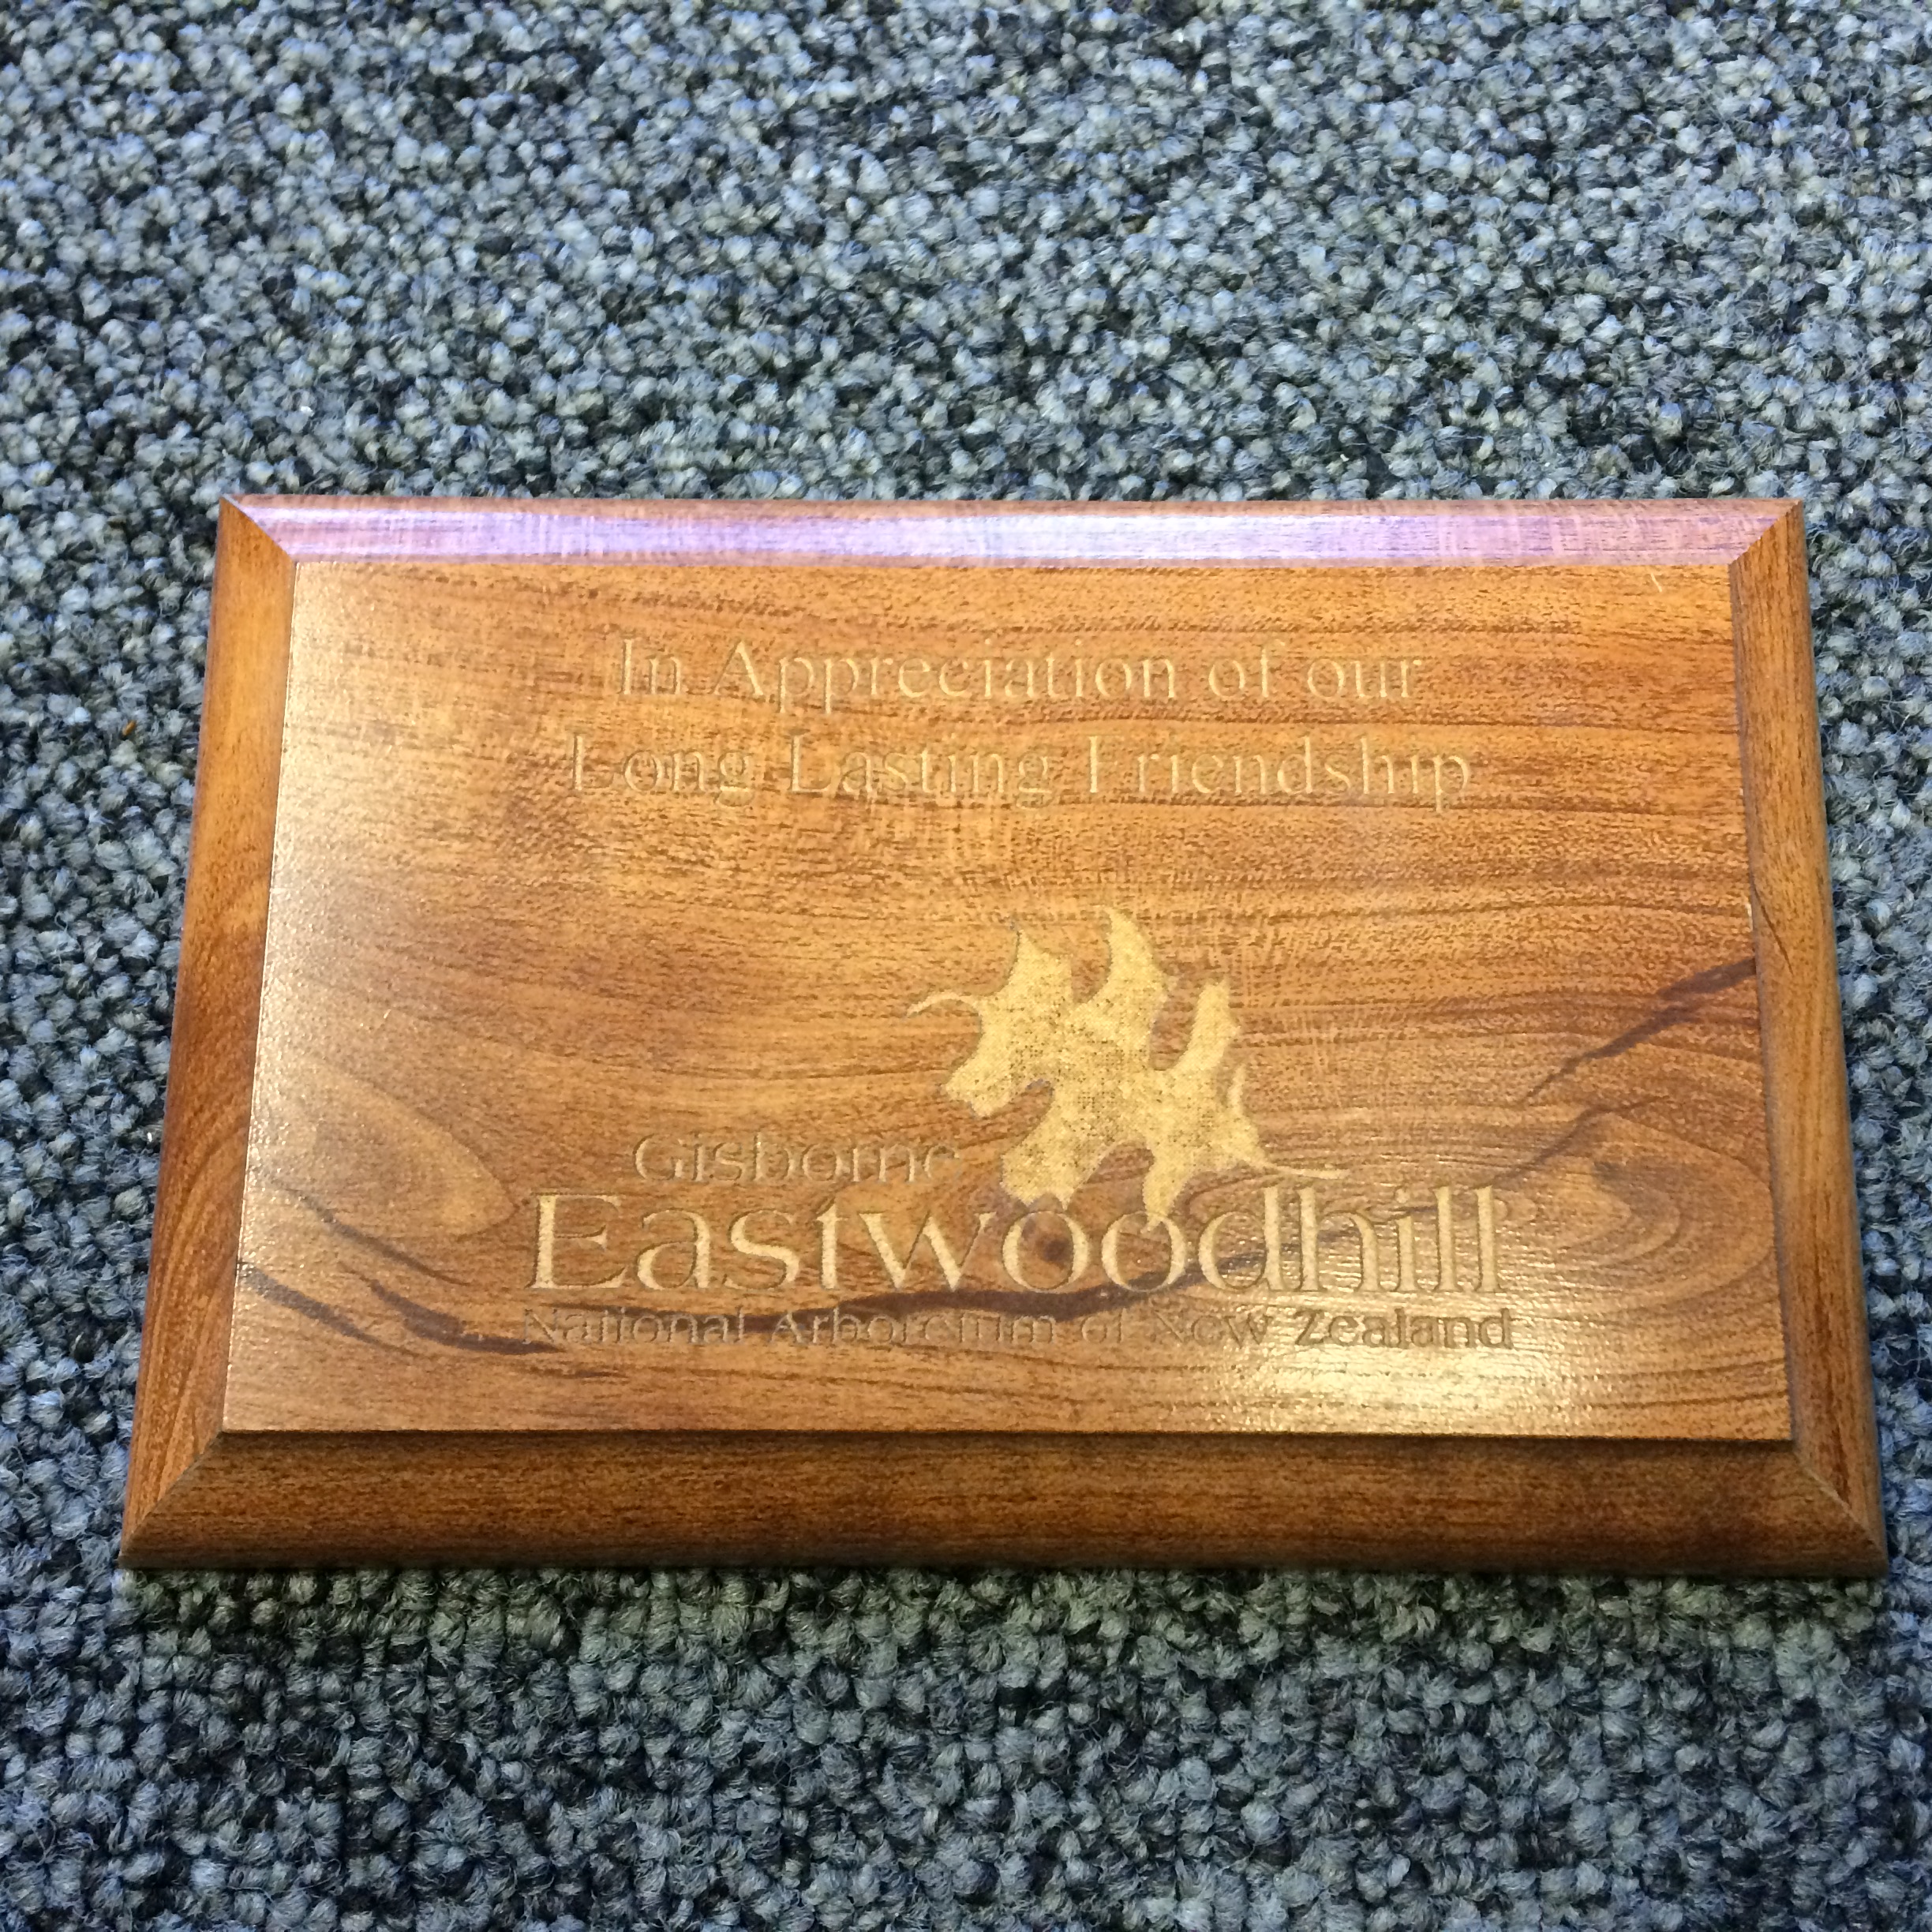 In Appreciation of our
Long Lasting Friendship
Gisborne
Eastwoodhill
National Arboretum of New Zealand